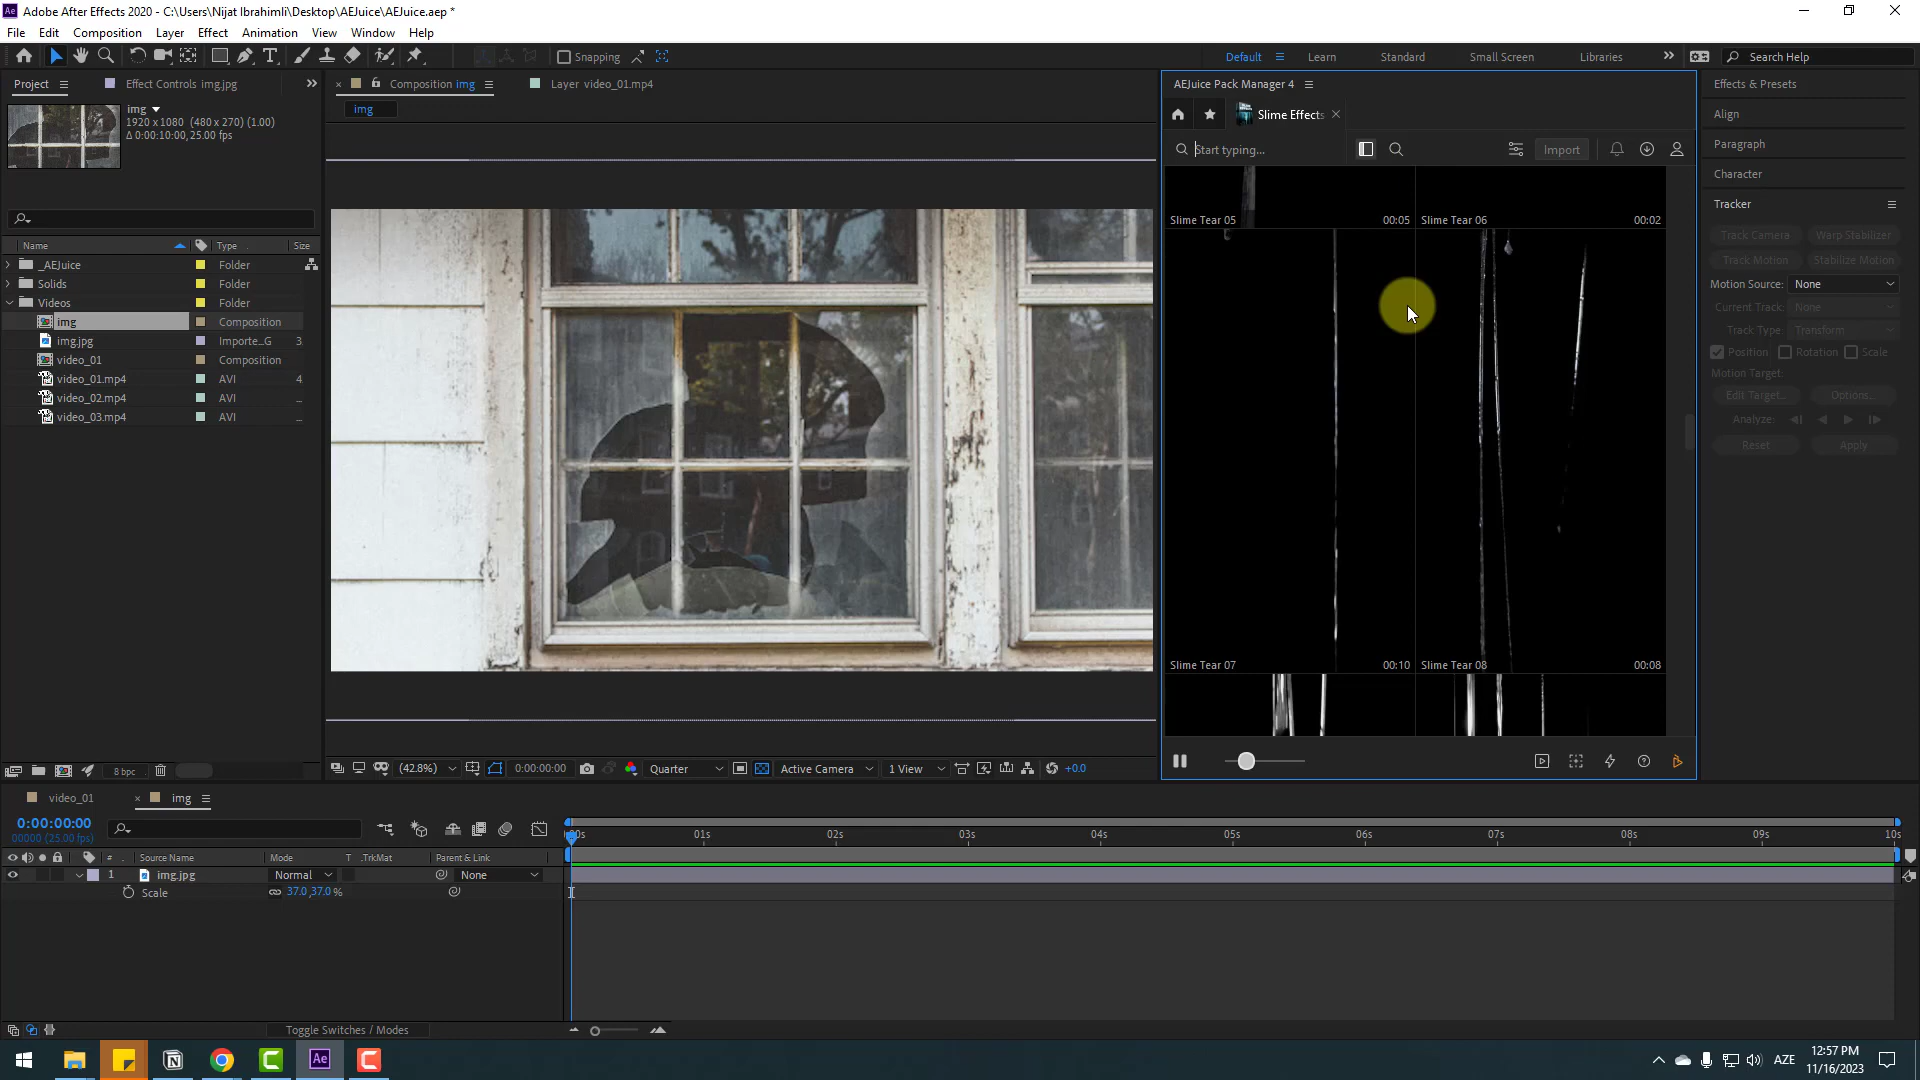 Adobe After Effects 2020 - C:\Users\Nijat Ibrahimli\Desktop\AEJuice\AEJuice.aep *
File Edit Composition Layer Effect Animation View Window Help
Snapping
Default Learn Standard Small Screen Libraries Search Help
Project Effect Controls img.jpg
img
1920 x 1080 (480 x 270) (1.00)
Δ 0:00:10:00, 25.00 fps
Name Type Size
_AEJuice Folder
Solids Folder
Videos Folder
img Composition
img.jpg Importe...G 3
video_01 Composition
video_01.mp4 AVI 4
video_02.mp4 AVI ...
video_03.mp4 AVI ...
8 bpc
Composition img Layer video_01.mp4
img
(42.8%) 0:00:00:00 Quarter Active Camera 1 View +0.0
AEJuice Pack Manager 4
Slime Effects
Start typing... Import
Slime Tear 05 00:05 Slime Tear 06 00:02
Slime Tear 07 00:10 Slime Tear 08 00:08
Effects & Presets
Align
Paragraph
Character
Tracker
Track Camera Warp Stabilizer
Track Motion Stabilize Motion
Motion Source: None
Current Track: None
Track Type: Transform
Position Rotation Scale
Motion Target:
Edit Target... Options...
Analyze:
Reset Apply
video_01 img
0:00:00:00
00000 (25.00 fps)
# Source Name Mode T .TrkMat Parent & Link
1 img.jpg Normal None
Scale 37.0,37.0 %
:00s 01s 02s 03s 04s 05s 06s 07s 08s 09s 10s
Toggle Switches / Modes
AZE 12:57 PM
11/16/2023